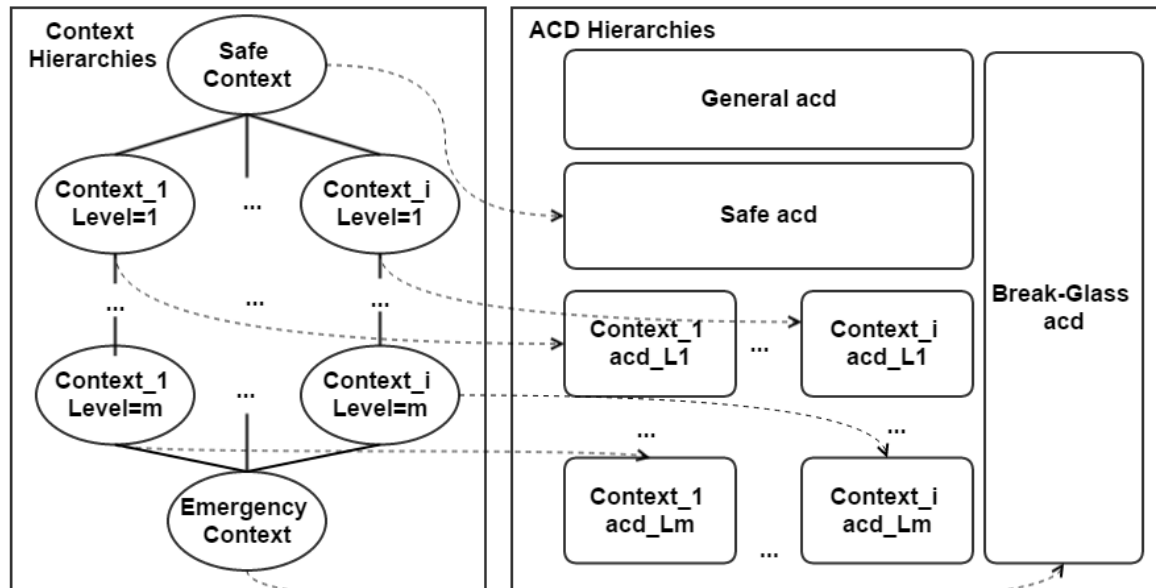 Context
Hierarchies
Safe
Context
Context_1
Level=1
...
Context_i
Level=1
...
...
...
Context_1
Level=m
...
Context_i
Level=m
Emergency
Context
ACD Hierarchies
General acd
Safe acd
Break-Glass
acd
Context_1
acd_L1
...
Context_i
acd_L1
...
...
Context_1
acd_Lm
...
Context_i
acd_Lm